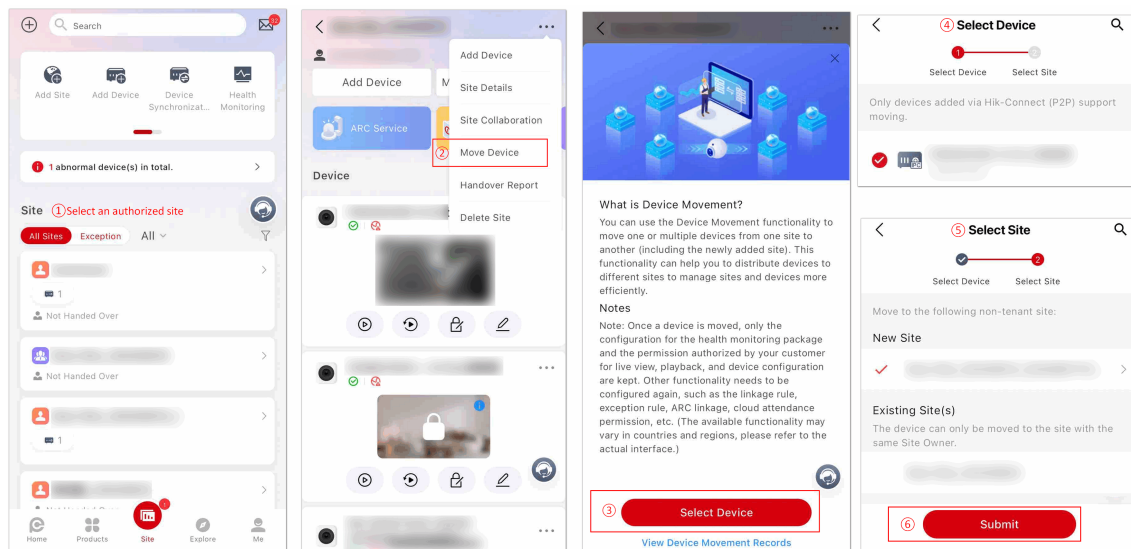 Search
32
Add Site
Add Device
Device
Synchronizat...
Health
Monitoring
1 abnormal device(s) in total.
Site ①Select an authorized site
All Sites Exception All
1
Not Handed Over
Not Handed Over
1
Home
Products
Site
Explore
Me
Add Device M
ARC Service
Device
Add Device
Site Details
Site Collaboration
② Move Device
Handover Report
Delete Site
What is Device Movement?
You can use the Device Movement functionality to
move one or multiple devices from one site to
another (including the newly added site). This
functionality can help you to distribute devices to
different sites to manage sites and devices more
efficiently.
Notes
Note: Once a device is moved, only the
configuration for the health monitoring package
and the permission authorized by your customer
for live view, playback, and device configuration
are kept. Other functionality needs to be
configured again, such as the linkage rule,
exception rule, ARC linkage, cloud attendance
permission, etc. (The available functionality may
vary in countries and regions, please refer to the
actual interface.)
③ Select Device
View Device Movement Records
④ Select Device
1 2
Select Device Select Site
Only devices added via Hik-Connect (P2P) support
moving.
⑤ Select Site
2
Select Device Select Site
Move to the following non-tenant site:
New Site
Existing Site(s)
The device can only be moved to the site with the
same Site Owner.
⑥ Submit